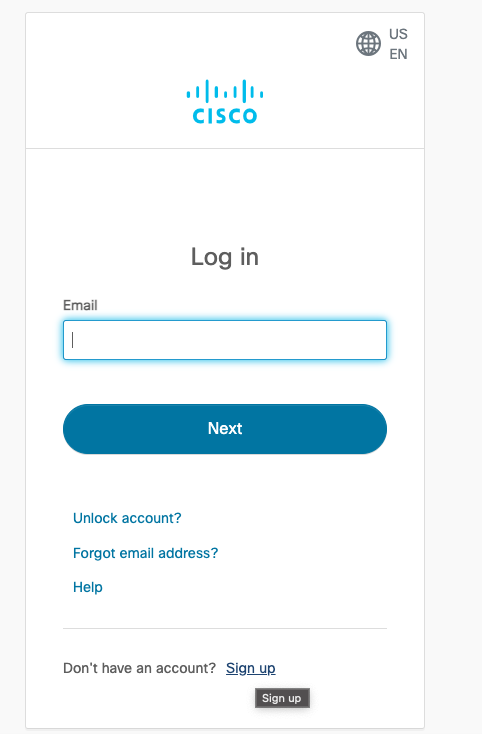 US
EN
CISCO
Log in
Email
Next
Unlock account?
Forgot email address?
Help
Don't have an account? Sign up
Sign up